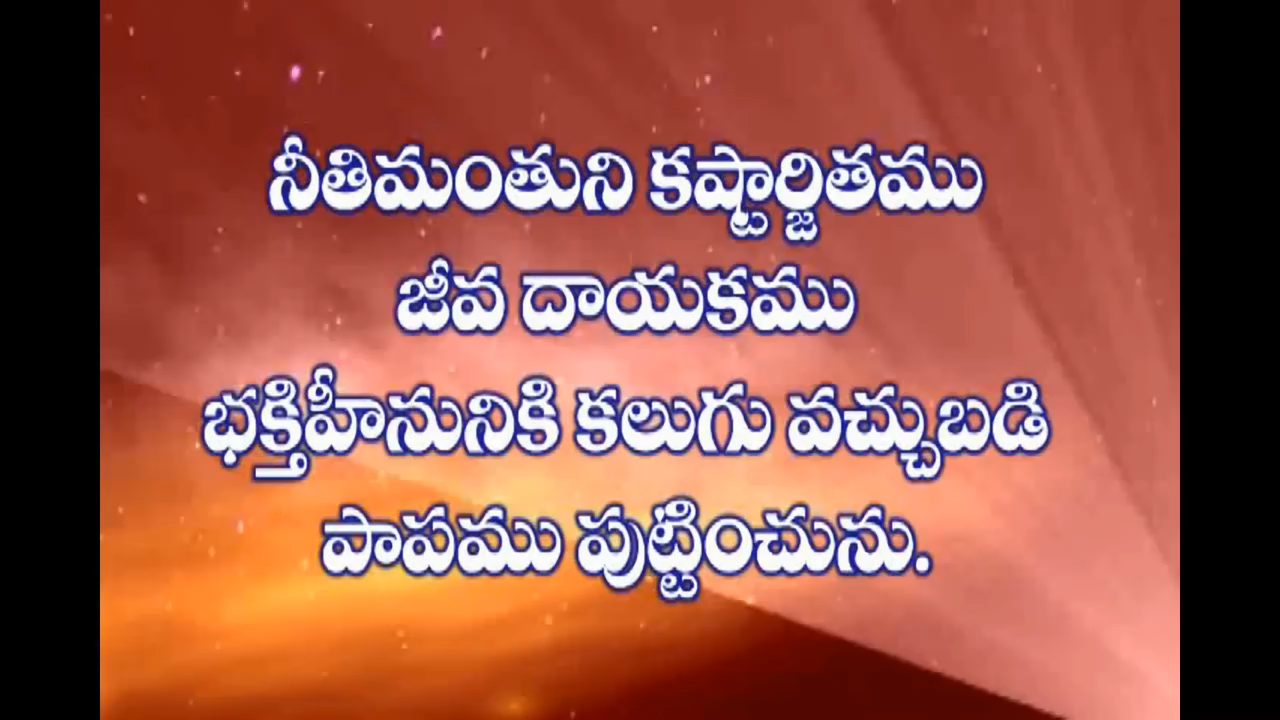 నీతిమంతుని కష్టార్జితము
జీవ దాయకము
భక్తిహీనునికి కలుగు వచ్చుబడి
పాపము పుట్టించును.